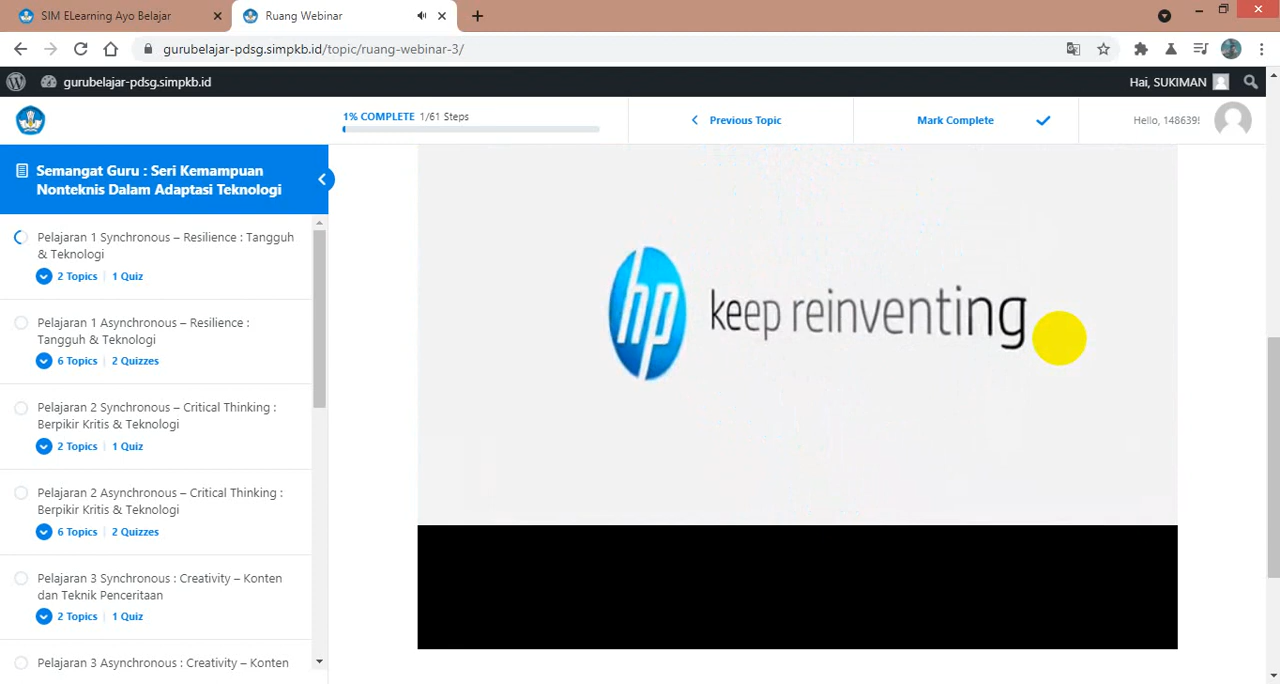 SIM ELearning Ayo Belajar
Ruang Webinar
gurubelajar-pdsg.simpkb.id/topic/ruang-webinar-3/
gurubelajar-pdsg.simpkb.id
Hai, SUKIMAN
1% COMPLETE 1/61 Steps
Previous Topic
Mark Complete
Hello, 148639!
Semangat Guru : Seri Kemampuan
Nonteknis Dalam Adaptasi Teknologi
Pelajaran 1 Synchronous – Resilience : Tangguh
& Teknologi
2 Topics | 1 Quiz
Pelajaran 1 Asynchronous – Resilience :
Tangguh & Teknologi
6 Topics | 2 Quizzes
Pelajaran 2 Synchronous – Critical Thinking :
Berpikir Kritis & Teknologi
2 Topics | 1 Quiz
Pelajaran 2 Asynchronous – Critical Thinking :
Berpikir Kritis & Teknologi
6 Topics | 2 Quizzes
Pelajaran 3 Synchronous : Creativity – Konten
dan Teknik Penceritaan
2 Topics | 1 Quiz
Pelajaran 3 Asynchronous : Creativity – Konten
hp keep reinventing